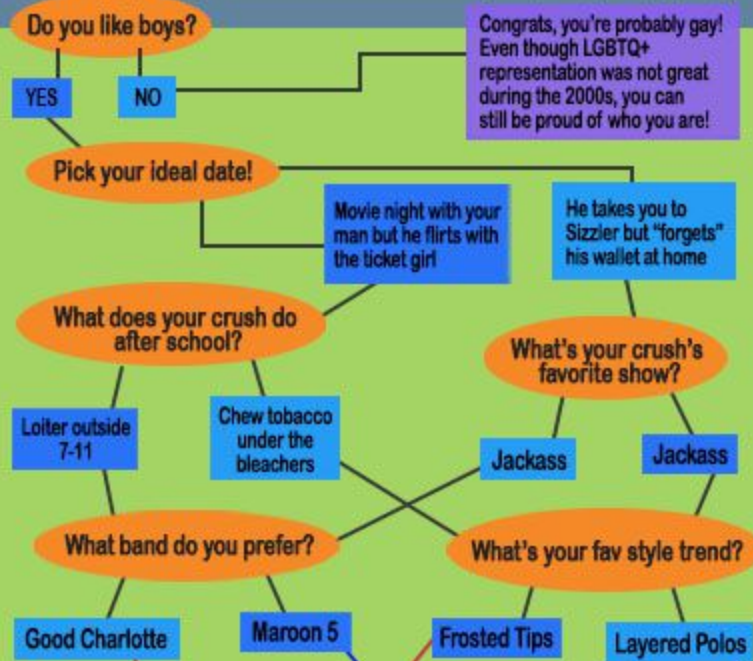 Do you like boys?
Congrats, you're probably gay!
Even though LGBTQ+
representation was not great
during the 2000s, you can
still be proud of who you are!
YES
NO
Pick your ideal date!
Movie night with your
man but he flirts with
the ticket girl
He takes you to
Sizzler but "forgets"
his wallet at home
What does your crush do
after school?
What's your crush's
favorite show?
Loiter outside
7-11
Chew tobacco
under the
bleachers
Jackass
Jackass
What band do you prefer?
What's your fav style trend?
Good Charlotte
Maroon 5
Frosted Tips
Layered Polos